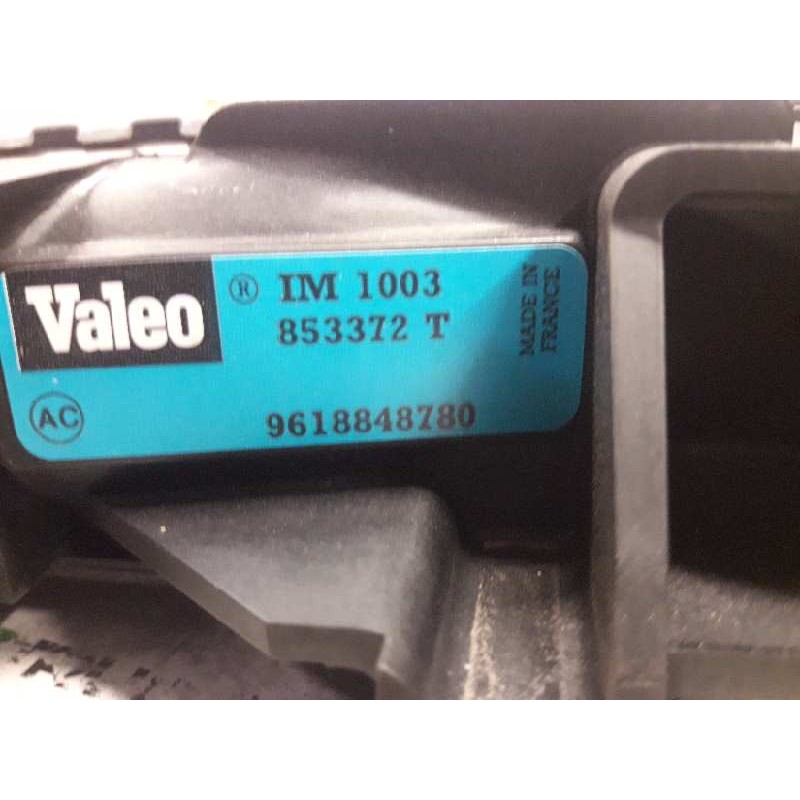 Valeo ® IM 1003
853372 T
MADE IN
FRANCE
AC 9618848780